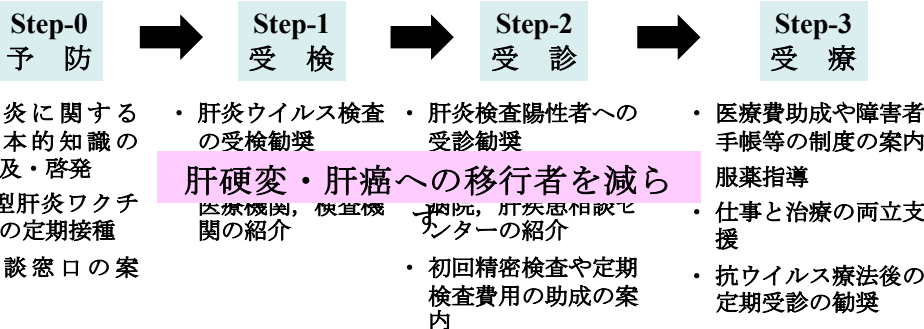 Step-0
予 防
炎に関する
本的知識の
及・啓発
型肝炎ワクチ
の定期接種
談窓口の案
Step-1
受 検
・ 肝炎ウイルス検査
の受検勧奨
医療機関，検査機
関の紹介
Step-2
受 診
・ 肝炎検査陽性者への
受診勧奨
病院，肝疾患相談セ
ンターの紹介
・ 初回精密検査や定期
検査費用の助成の案
内
Step-3
受 療
・ 医療費助成や障害者
手帳等の制度の案内
服薬指導
・ 仕事と治療の両立支
援
・ 抗ウイルス療法後の
定期受診の勧奨
肝硬変・肝癌への移行者を減ら
す